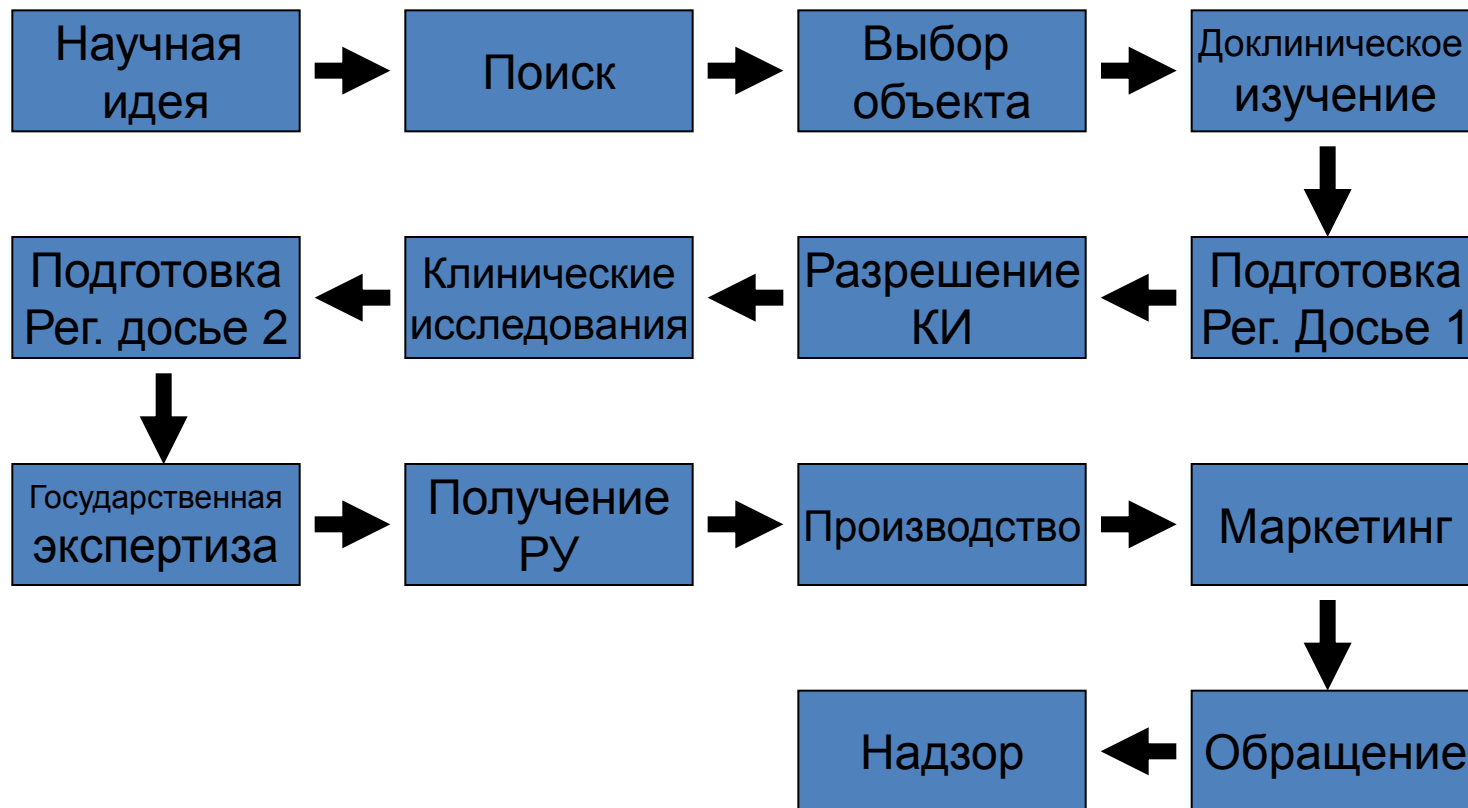 Научная
идея
Поиск
Выбор
объекта
Доклиническое
изучение
Подготовка
Рег. досье 2
Клинические
исследования
Разрешение
КИ
Подготовка
Рег. Досье 1
Государственная
экспертиза
Получение
РУ
Производство
Маркетинг
Надзор
Обращение